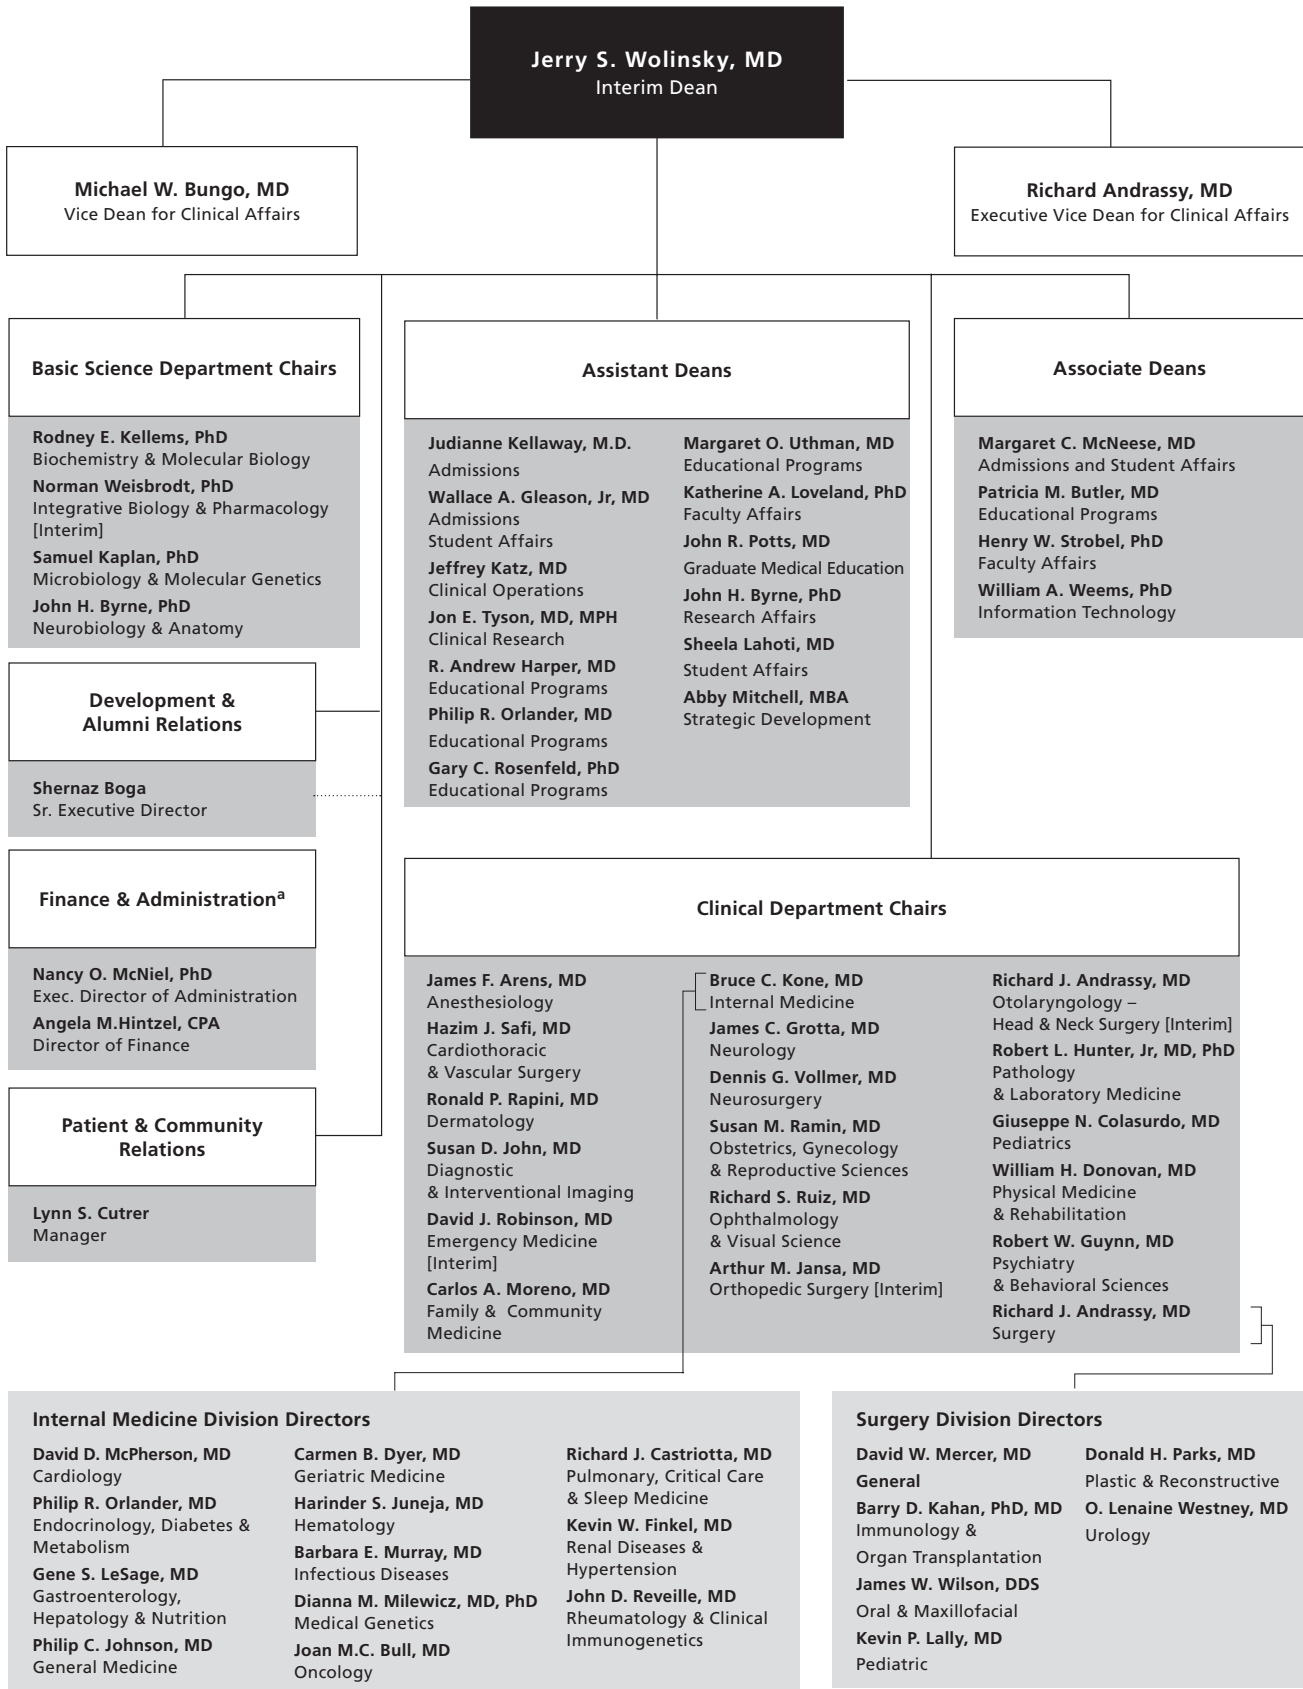 Jerry S. Wolinsky, MD
Interim Dean
Michael W. Bungo, MD
Vice Dean for Clinical Affairs
Richard Andrassy, MD
Executive Vice Dean for Clinical Affairs
Basic Science Department Chairs
Rodney E. Kellems, PhD
Biochemistry & Molecular Biology
Norman Weisbrodt, PhD
Integrative Biology & Pharmacology
[Interim]
Samuel Kaplan, PhD
Microbiology & Molecular Genetics
John H. Byrne, PhD
Neurobiology & Anatomy
Assistant Deans
Judianne Kellaway, M.D.
Admissions
Wallace A. Gleason, Jr, MD
Admissions
Student Affairs
Jeffrey Katz, MD
Clinical Operations
Jon E. Tyson, MD, MPH
Clinical Research
R. Andrew Harper, MD
Educational Programs
Philip R. Orlander, MD
Educational Programs
Gary C. Rosenfeld, PhD
Educational Programs
Margaret O. Uthman, MD
Educational Programs
Katherine A. Loveland, PhD
Faculty Affairs
John R. Potts, MD
Graduate Medical Education
John H. Byrne, PhD
Research Affairs
Sheela Lahoti, MD
Student Affairs
Abby Mitchell, MBA
Strategic Development
Associate Deans
Margaret C. McNeese, MD
Admissions and Student Affairs
Patricia M. Butler, MD
Educational Programs
Henry W. Strobel, PhD
Faculty Affairs
William A. Weems, PhD
Information Technology
Development &
Alumni Relations
Shernaz Boga
Sr. Executive Director
Finance & Administrationa
Nancy O. McNiel, PhD
Exec. Director of Administration
Angela M.Hintzel, CPA
Director of Finance
Patient & Community
Relations
Lynn S. Cutrer
Manager
Clinical Department Chairs
James F. Arens, MD
Anesthesiology
Hazim J. Safi, MD
Cardiothoracic
& Vascular Surgery
Ronald P. Rapini, MD
Dermatology
Susan D. John, MD
Diagnostic
& Interventional Imaging
David J. Robinson, MD
Emergency Medicine
[Interim]
Carlos A. Moreno, MD
Family & Community
Medicine
Bruce C. Kone, MD
Internal Medicine
James C. Grotta, MD
Neurology
Dennis G. Vollmer, MD
Neurosurgery
Susan M. Ramin, MD
Obstetrics, Gynecology
& Reproductive Sciences
Richard S. Ruiz, MD
Ophthalmology
& Visual Science
Arthur M. Jansa, MD
Orthopedic Surgery [Interim]
Richard J. Andrassy, MD
Otolaryngology –
Head & Neck Surgery [Interim]
Robert L. Hunter, Jr, MD, PhD
Pathology
& Laboratory Medicine
Giuseppe N. Colasurdo, MD
Pediatrics
William H. Donovan, MD
Physical Medicine
& Rehabilitation
Robert W. Guynn, MD
Psychiatry
& Behavioral Sciences
Richard J. Andrassy, MD
Surgery
Internal Medicine Division Directors
David D. McPherson, MD
Cardiology
Philip R. Orlander, MD
Endocrinology, Diabetes &
Metabolism
Gene S. LeSage, MD
Gastroenterology,
Hepatology & Nutrition
Philip C. Johnson, MD
General Medicine
Carmen B. Dyer, MD
Geriatric Medicine
Harinder S. Juneja, MD
Hematology
Barbara E. Murray, MD
Infectious Diseases
Dianna M. Milewicz, MD, PhD
Medical Genetics
Joan M.C. Bull, MD
Oncology
Richard J. Castriotta, MD
Pulmonary, Critical Care
& Sleep Medicine
Kevin W. Finkel, MD
Renal Diseases &
Hypertension
John D. Reveille, MD
Rheumatology & Clinical
Immunogenetics
Surgery Division Directors
David W. Mercer, MD
General
Barry D. Kahan, PhD, MD
Immunology &
Organ Transplantation
James W. Wilson, DDS
Oral & Maxillofacial
Kevin P. Lally, MD
Pediatric
Donald H. Parks, MD
Plastic & Reconstructive
O. Lenaine Westney, MD
Urology